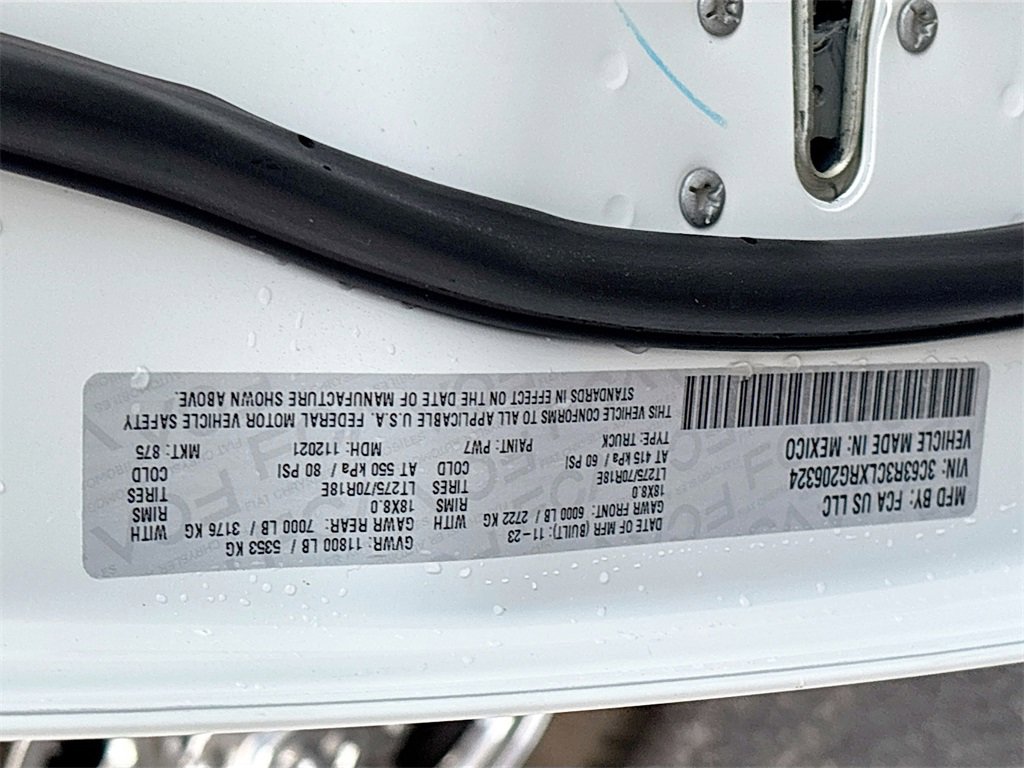 MFD BY: FCA US LLC
DATE OF MFR (BUILT): 11-23
GVWR: 11800 LB / 5353 KG
GAWR FRONT: 6000 LB / 2722 KG
WITH
GAWR REAR: 7000 LB / 3176 KG
WITH
18X8.0
RIMS
18X8.0
RIMS
LT275/70R18E
TIRES
LT275/70R18E
TIRES
AT 415 kPa / 60 PSI
COLD
AT 550 kPa / 80 PSI
COLD
VIN: 3C63R3CLXRG206324
TYPE: TRUCK
PAINT: PW7
MDH: 112021
MKT: 875
VEHICLE MADE IN: MEXICO
THIS VEHICLE CONFORMS TO ALL APPLICABLE U.S.A. FEDERAL MOTOR VEHICLE SAFETY
STANDARDS IN EFFECT ON THE DATE OF MANUFACTURE SHOWN ABOVE.